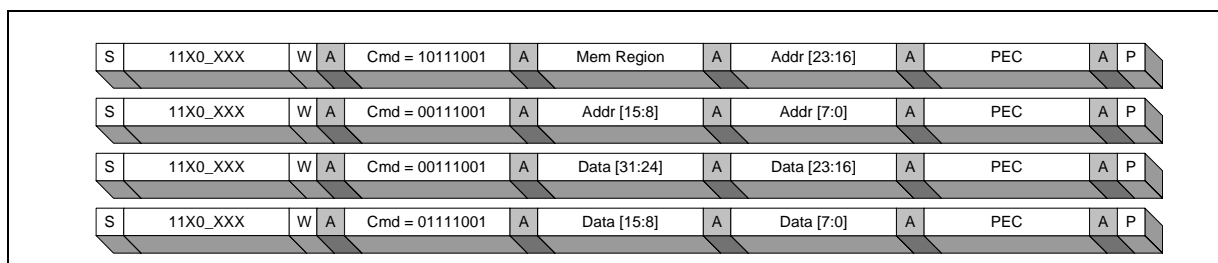 S 11X0_XXX W A Cmd = 10111001 A Mem Region A Addr [23:16] A PEC A P
S 11X0_XXX W A Cmd = 00111001 A Addr [15:8] A Addr [7:0] A PEC A P
S 11X0_XXX W A Cmd = 00111001 A Data [31:24] A Data [23:16] A PEC A P
S 11X0_XXX W A Cmd = 01111001 A Data [15:8] A Data [7:0] A PEC A P